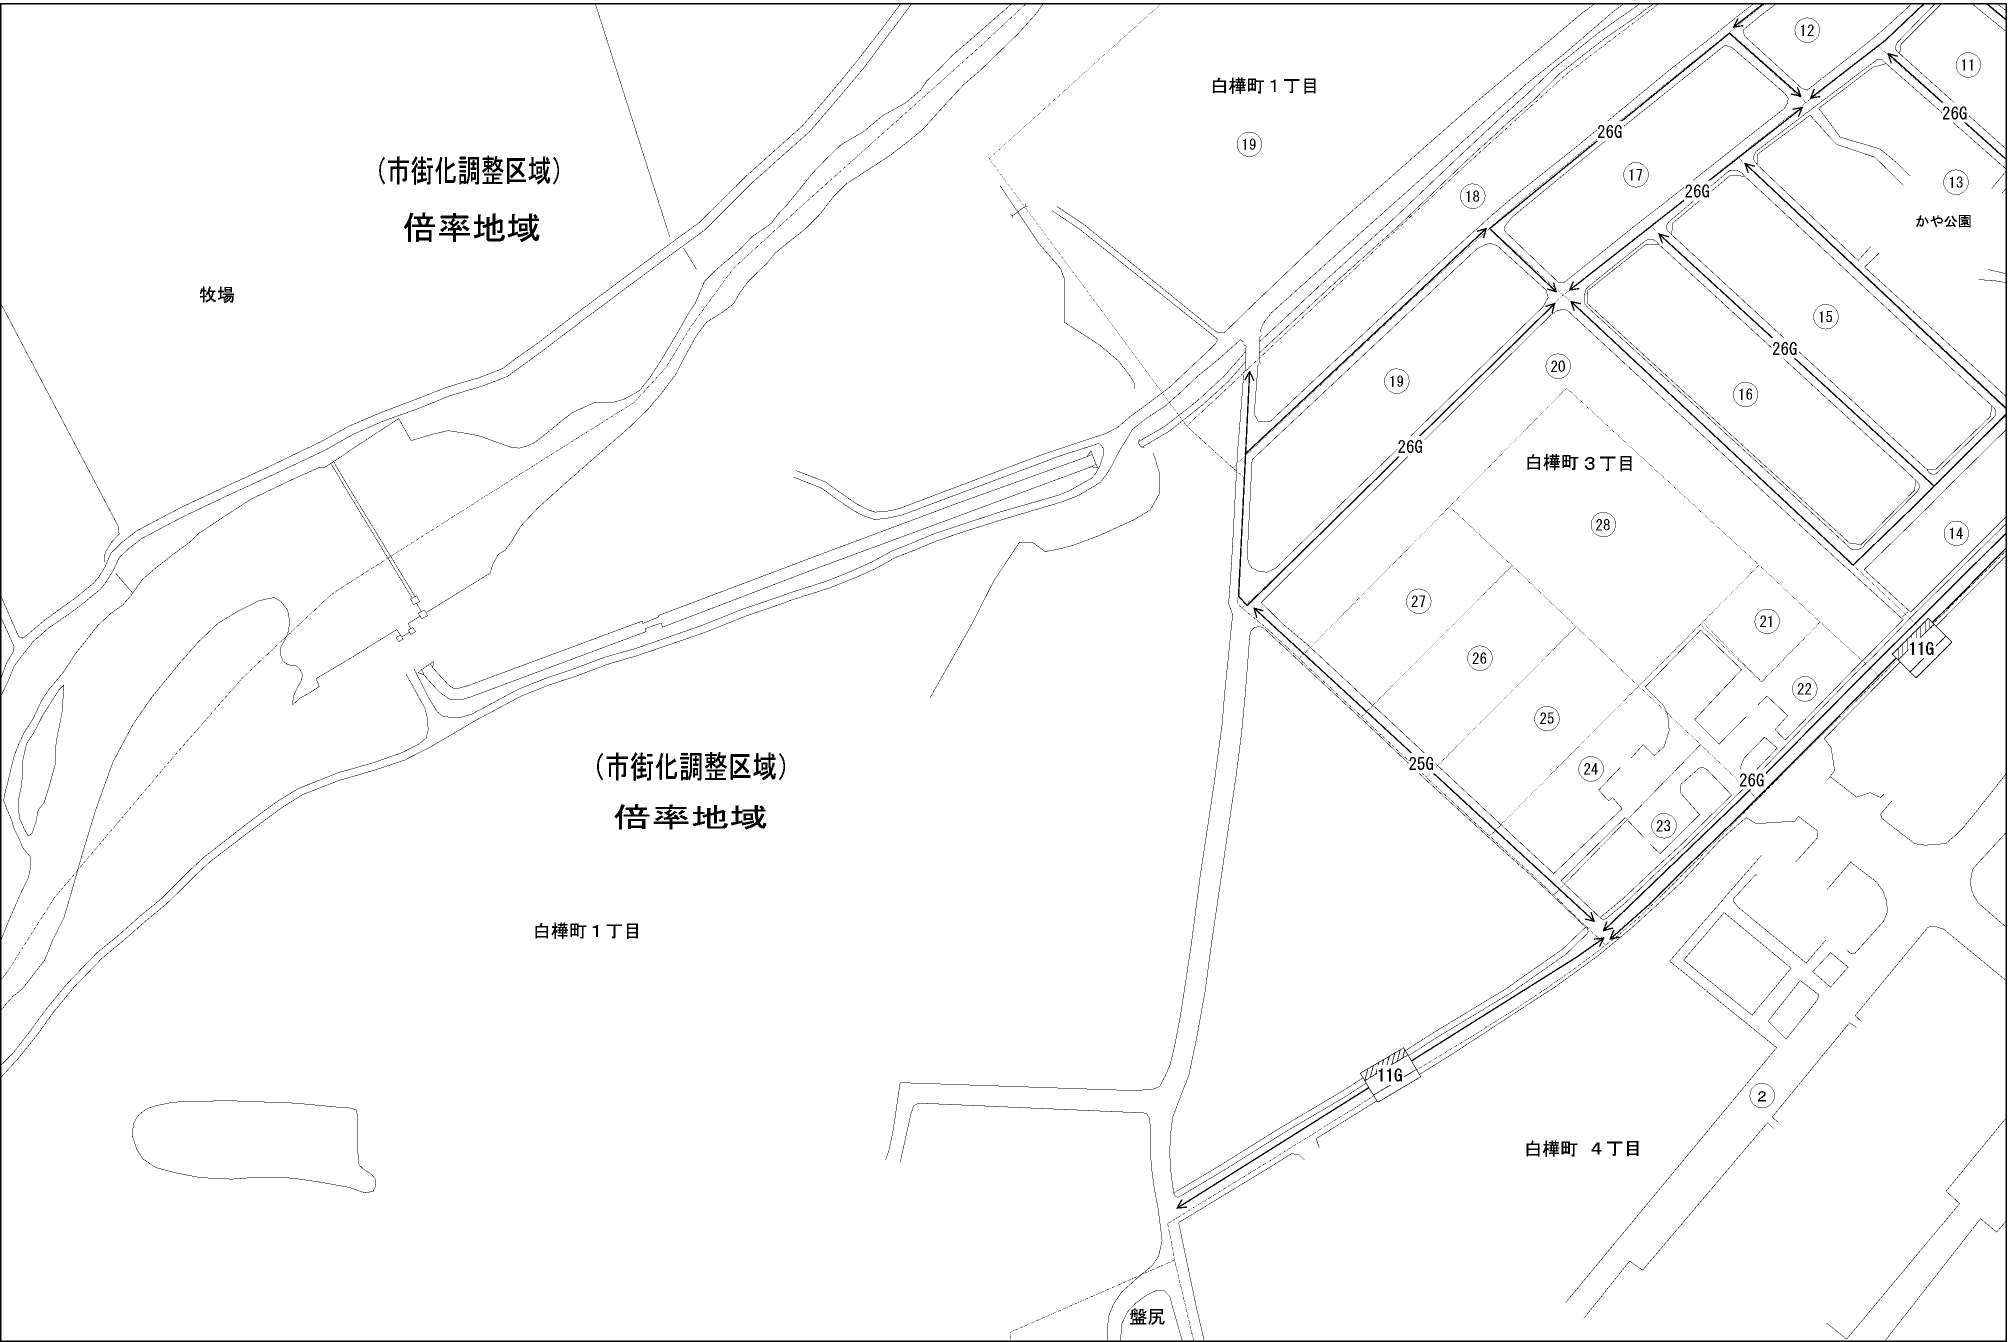 ⑫
白樺町１丁目
⑪
26G
26G
⑲
(市街化調整区域)
⑰
⑬
26G
⑱
倍率地域
かや公園
牧場
⑮
26G
⑳
⑲
⑯
26G
白樺町３丁目
㉘
⑭
㉗
㉑
11G
㉖
㉒
㉕
(市街化調整区域)
25G
㉔
26G
倍率地域
㉓
白樺町１丁目
11G
②
白樺町 ４丁目
盤尻